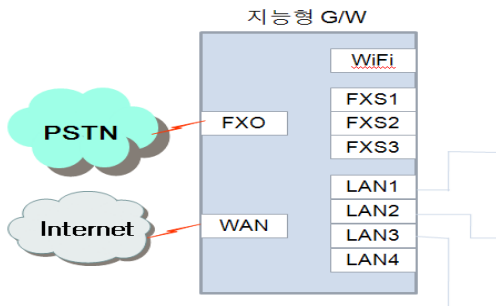 지능형 G/W
WiFi
FXS1
PSTN
FXO
FXS2
FXS3
LAN1
Internet
WAN
LAN2
LAN3
LAN4